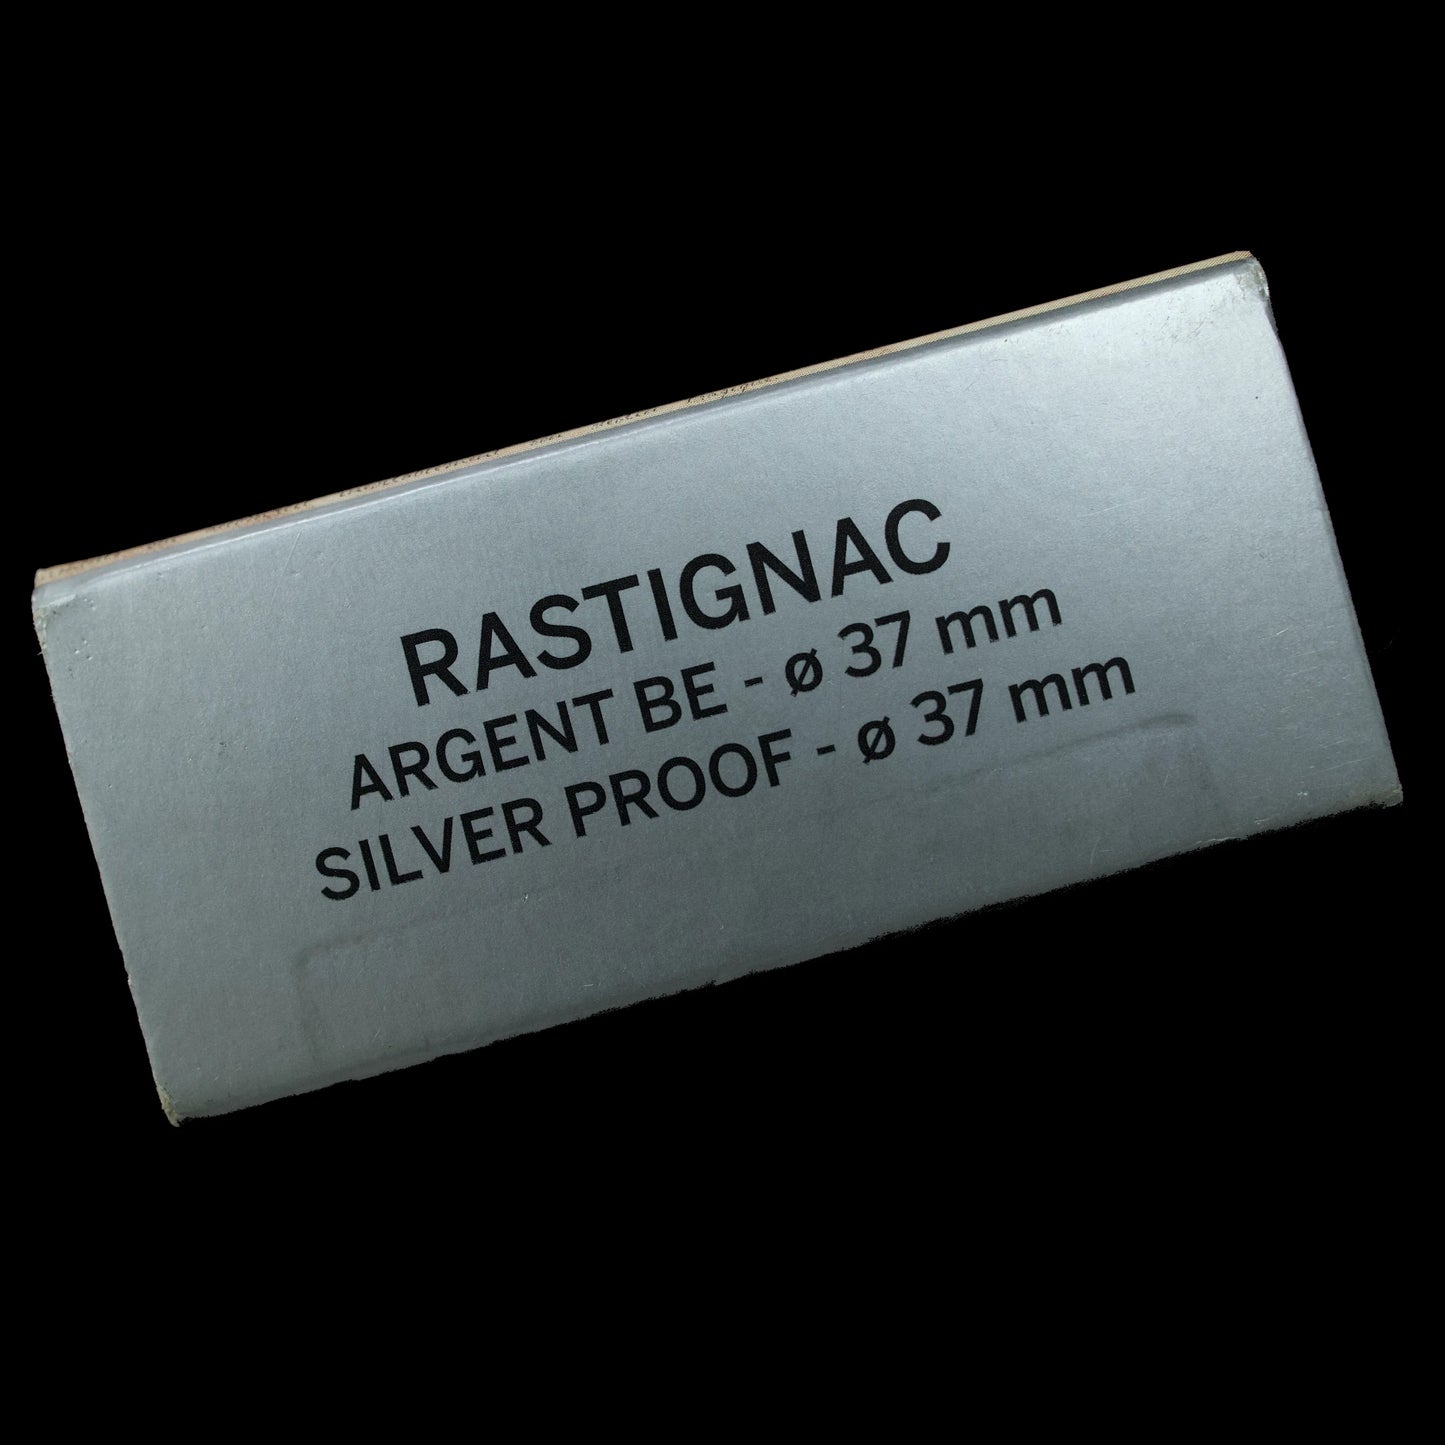 RASTIGNAC
ARGENT BE - ø 37 mm
SILVER PROOF - ø 37 mm